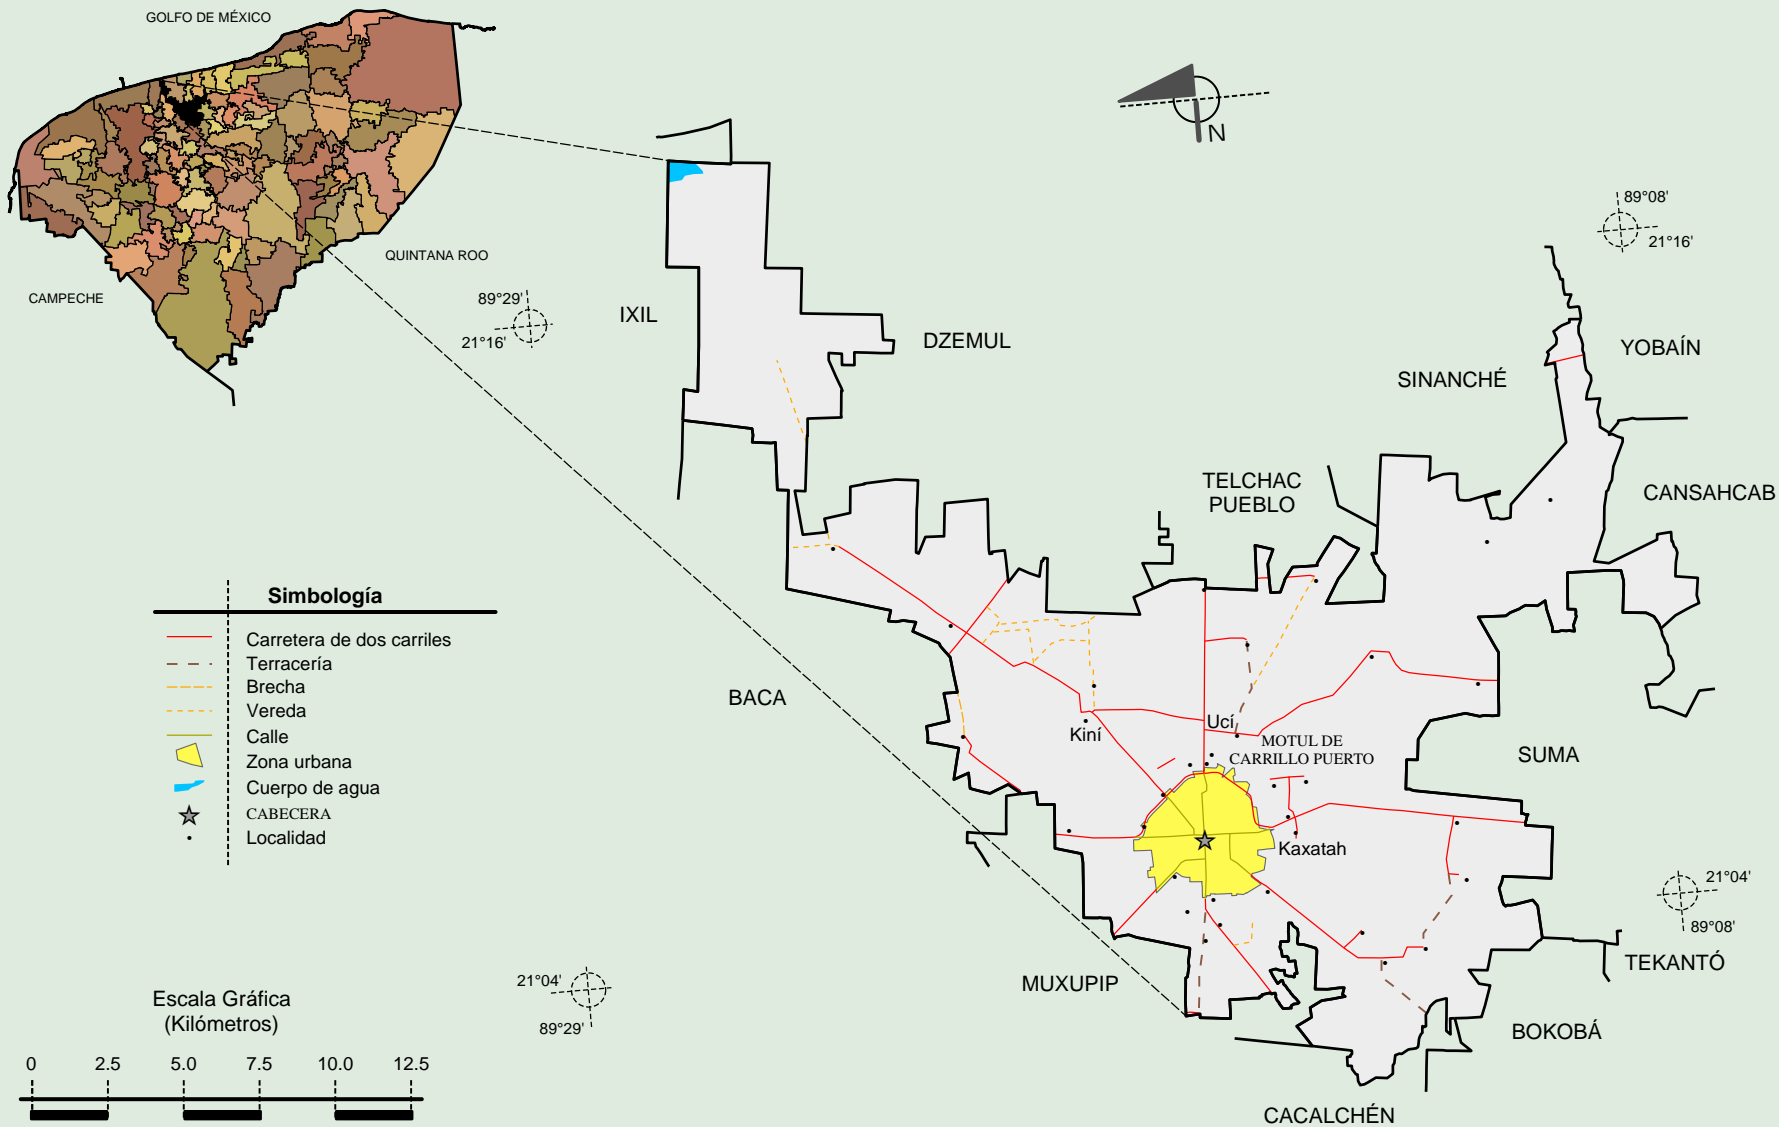 GOLFO DE MÉXICO
QUINTANA ROO
CAMPECHE
N
89°08'
21°16'
89°29'
21°16'
IXIL
DZEMUL
YOBAÍN
SINANCHÉ
TELCHAC
PUEBLO
CANSAHCAB
BACA
Kiní
Ucí
MOTUL DE
CARRILLO PUERTO
SUMA
Kaxatah
21°04'
89°08'
TEKANTÓ
MUXUPIP
21°04'
89°29'
BOKOBÁ
CACALCHÉN
Simbología
Carretera de dos carriles
Terracería
Brecha
Vereda
Calle
Zona urbana
Cuerpo de agua
CABECERA
Localidad
Escala Gráfica
(Kilómetros)
0 2.5 5.0 7.5 10.0 12.5